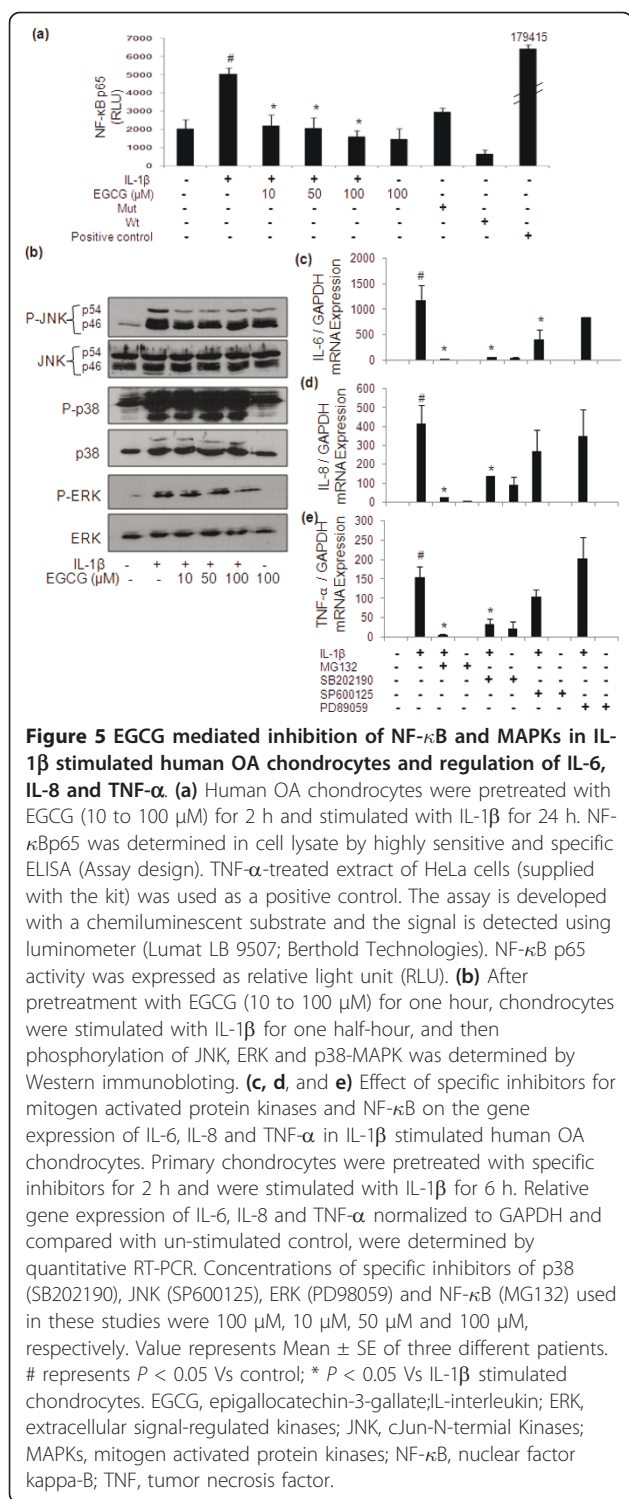 (a)
179415
NF-κB p65
(RLU)
7000
6000
5000
4000
3000
2000
1000
0
#
*
*
*
IL-1β - + + + + - - - -
EGCG (µM) - - 10 50 100 100 - - -
Mut - - - - - - + - -
Wt - - - - - - - + -
Positive control - - - - - - - - +
(b)
P-JNK p54
p46
JNK p54
p46
P-p38
p38
P-ERK
ERK
IL-1β - + + + + -
EGCG (µM) - - 10 50 100 100
(c)
IL-6 / GAPDH
mRNA Expression
2000
1500
1000
500
0
#
*
*
*
(d)
IL-8 / GAPDH
mRNA Expression
600
500
400
300
200
100
0
#
*
*
(e)
TNF-α / GAPDH
mRNA Expression
300
250
200
150
100
50
0
#
*
*
IL-1β - + + - + - + - + -
MG132 - - + + - - - - - -
SB202190 - - - - + + - - - -
SP600125 - - - - - - + + - -
PD89059 - - - - - - - - + +
Figure 5 EGCG mediated inhibition of NF-κB and MAPKs in IL-
1β stimulated human OA chondrocytes and regulation of IL-6,
IL-8 and TNF-α. (a) Human OA chondrocytes were pretreated with
EGCG (10 to 100 µM) for 2 h and stimulated with IL-1β for 24 h. NF-
κBp65 was determined in cell lysate by highly sensitive and specific
ELISA (Assay design). TNF-α-treated extract of HeLa cells (supplied
with the kit) was used as a positive control. The assay is developed
with a chemiluminescent substrate and the signal is detected using
luminometer (Lumat LB 9507; Berthold Technologies). NF-κB p65
activity was expressed as relative light unit (RLU). (b) After
pretreatment with EGCG (10 to 100 µM) for one hour, chondrocytes
were stimulated with IL-1β for one half-hour, and then
phosphorylation of JNK, ERK and p38-MAPK was determined by
Western immunobloting. (c, d, and e) Effect of specific inhibitors for
mitogen activated protein kinases and NF-κB on the gene
expression of IL-6, IL-8 and TNF-α in IL-1β stimulated human OA
chondrocytes. Primary chondrocytes were pretreated with specific
inhibitors for 2 h and were stimulated with IL-1β for 6 h. Relative
gene expression of IL-6, IL-8 and TNF-α normalized to GAPDH and
compared with un-stimulated control, were determined by
quantitative RT-PCR. Concentrations of specific inhibitors of p38
(SB202190), JNK (SP600125), ERK (PD98059) and NF-κB (MG132) used
in these studies were 100 µM, 10 µM, 50 µM and 100 µM,
respectively. Value represents Mean ± SE of three different patients.
# represents P < 0.05 Vs control; * P < 0.05 Vs IL-1β stimulated
chondrocytes. EGCG, epigallocatechin-3-gallate;IL-interleukin; ERK,
extracellular signal-regulated kinases; JNK, cJun-N-termial Kinases;
MAPKs, mitogen activated protein kinases; NF-κB, nuclear factor
kappa-B; TNF, tumor necrosis factor.